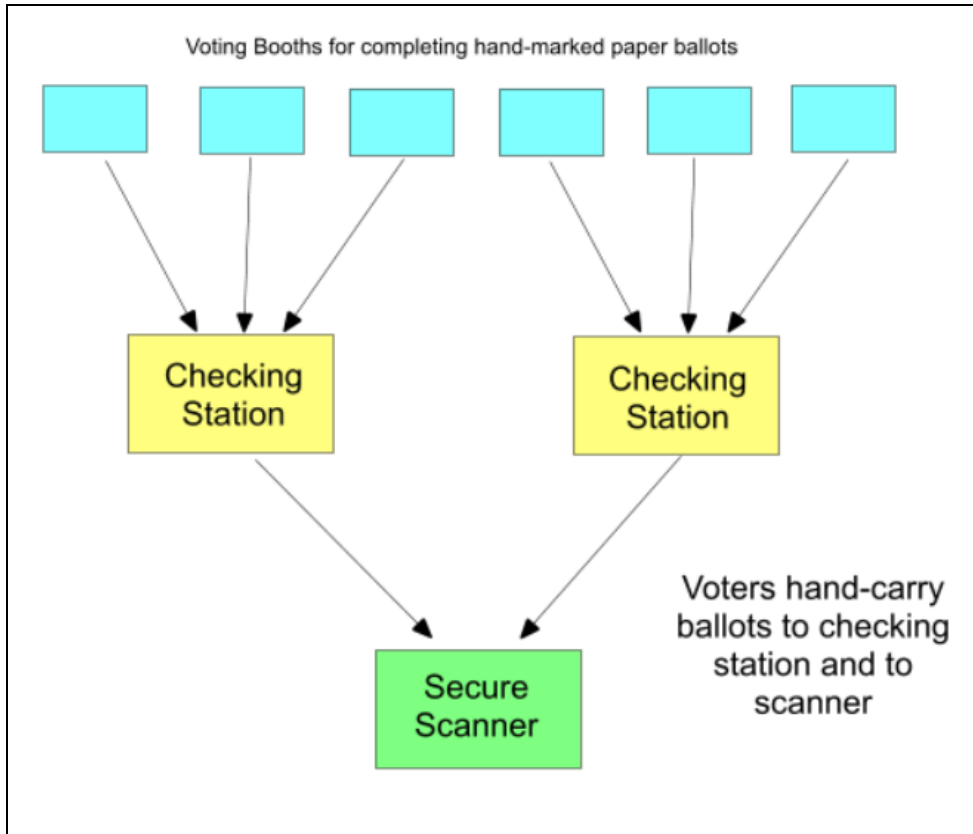 Voting Booths for completing hand-marked paper ballots
Checking
Station
Checking
Station
Voters hand-carry
ballots to checking
station and to
scanner
Secure
Scanner